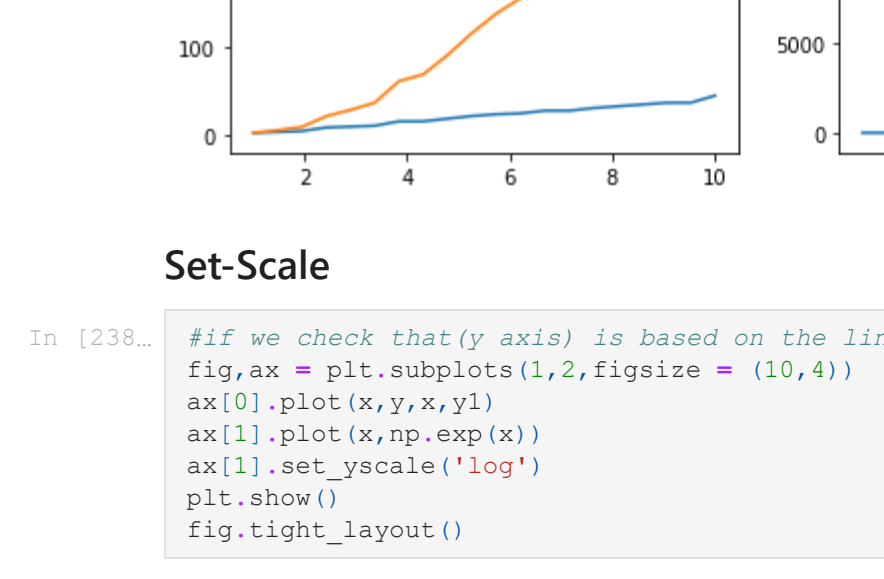 100
5000
0
0
2 4 6 8 10
Set-Scale
In [238…
#if we check that(y axis) is based on the
fig,ax = plt.subplots(1,2,figsize = (10,4))
ax[0].plot(x,y,x,y1)
ax[1].plot(x,np.exp(x))
ax[1].set_yscale('log')
plt.show()
fig.tight_layout()